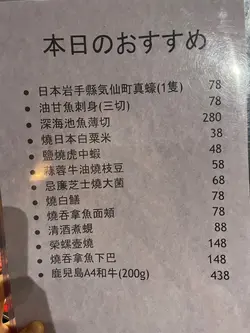 本日のおすすめ
• 日本岩手縣気仙町真蠔(1隻) 78
• 油甘魚刺身(三切) 78
• 深海池魚薄切 280
• 燒日本白粟米 38
• 鹽燒虎中蝦 48
• 蒜蓉牛油燒枝豆 58
• 忌廉芝士燒大菌 68
• 燒白鱔 78
• 燒吞拿魚面頰 78
• 清酒煮蜆 88
• 榮螺壺燒 148
• 燒吞拿魚下巴 148
• 鹿兒島A4和牛(200g) 438